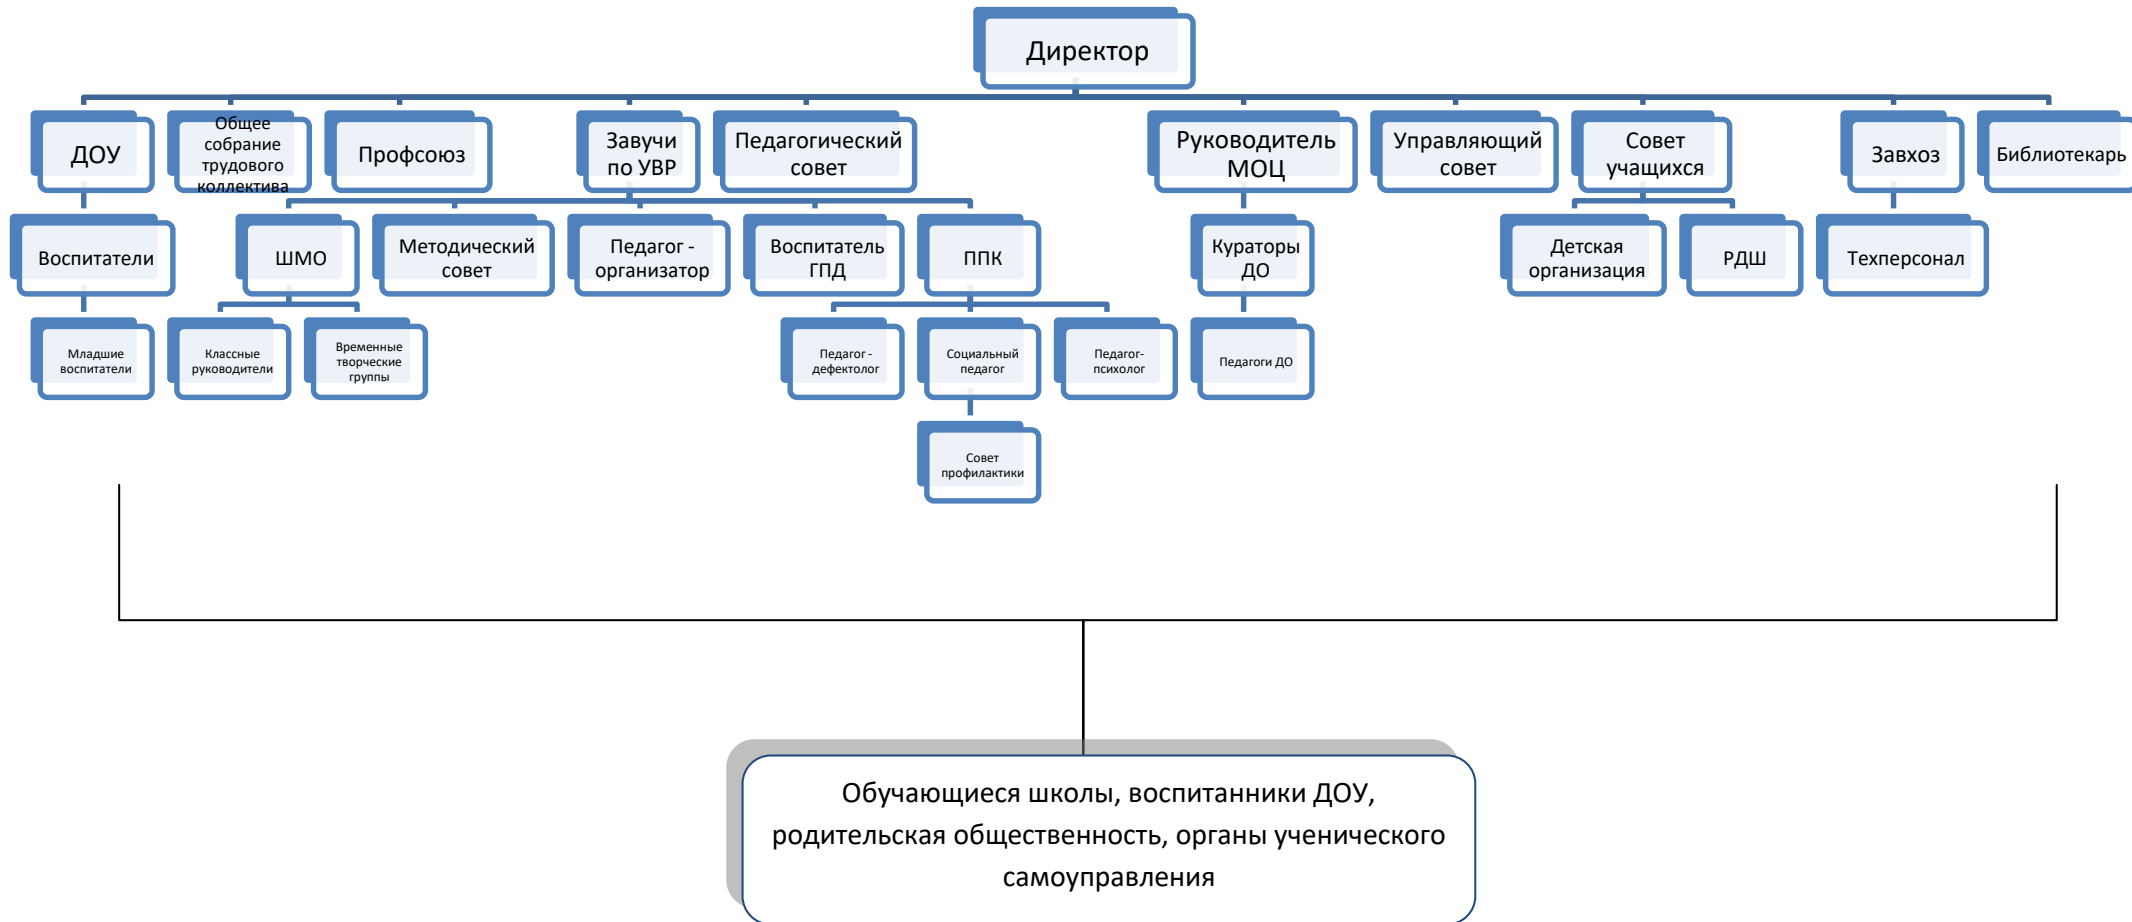 Директор
ДОУ
Общее
собрание
трудового
коллектива
Профсоюз
Завучи
по УВР
Педагогический
совет
Руководитель
МОЦ
Управляющий
совет
Совет
учащихся
Завхоз
Библиотекарь
Воспитатели
ШМО
Методический
совет
Педагог -
организатор
Воспитатель
ГПД
ППК
Кураторы
ДО
Детская
организация
РДШ
Техперсонал
Младшие
воспитатели
Классные
руководители
Временные
творческие
группы
Педагог -
дефектолог
Социальный
педагог
Педагог-
психолог
Педагоги ДО
Совет
профилактики
Обучающиеся школы, воспитанники ДОУ,
родительская общественность, органы ученического
самоуправления